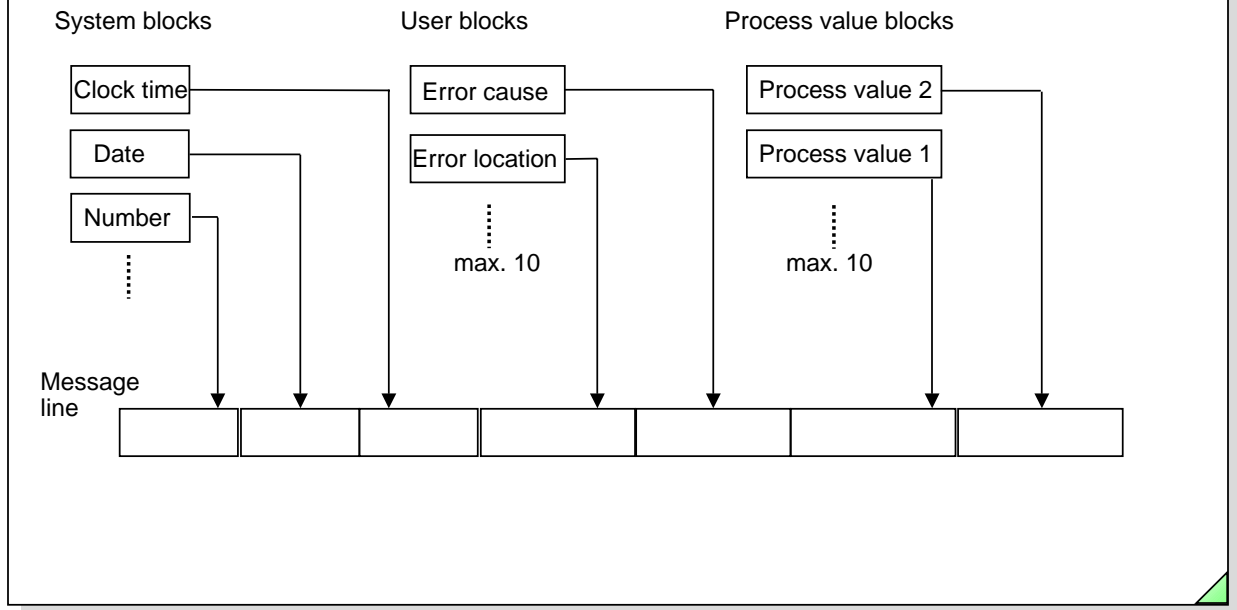 System blocks
User blocks
Process value blocks
Clock time
Error cause
Process value 2
Date
Error location
Process value 1
Number
max. 10
max. 10
Message
line